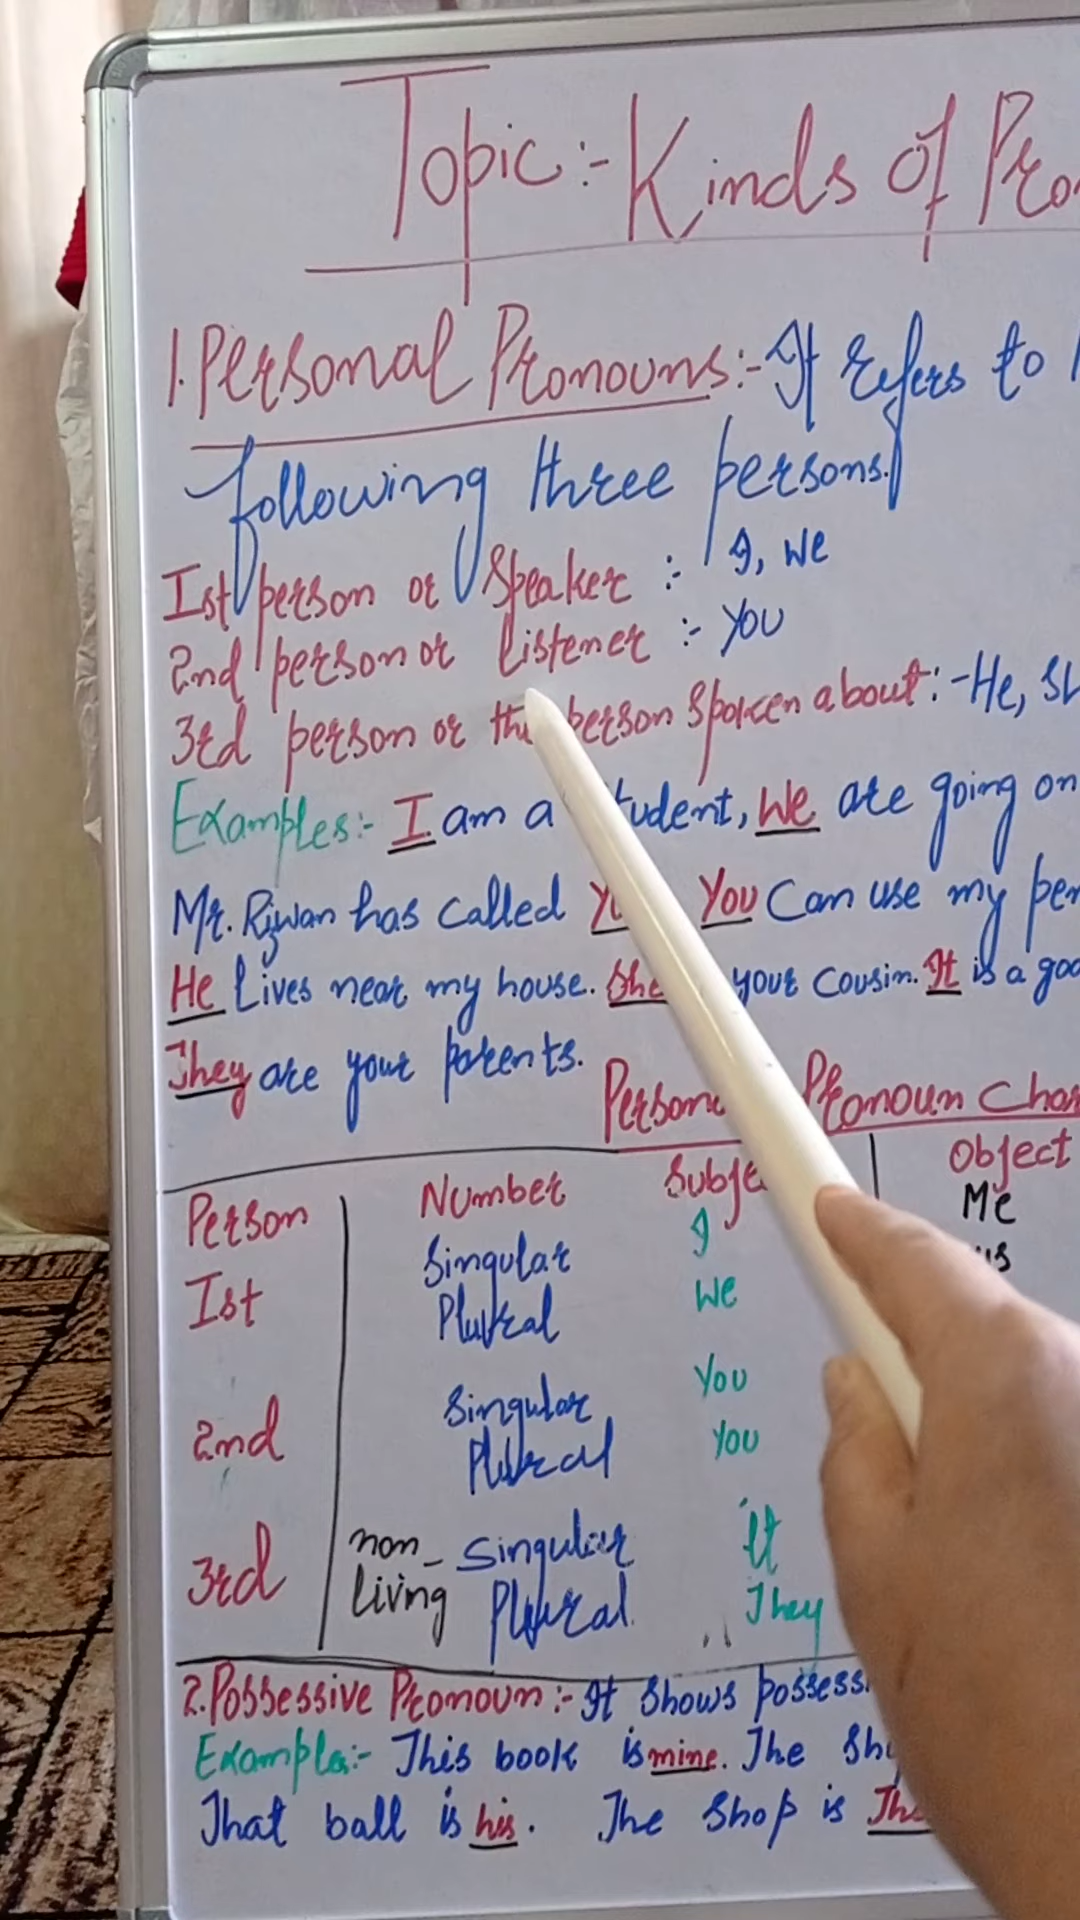 Topic:- Kinds of
1. Personal Pronouns:- It refers to
following three persons.
Ist person or Speaker :- I, we
2nd person or listener :- you
3rd person or the person spoken about:- He,
Examples:- I am a student, We are going on
Mr. Rizwan has called You You Can use my
He lives near my house. She your cousin. It is a
They are your parents.
Pronoun
Person Number Object
Singular I Me
Ist Plural we us
Singular you
2nd Plural you
3rd non-living Singular it
Plural They
2. Possessive Pronoun:- It shows
Example:- This book is mine. The
That ball is his. The shop is